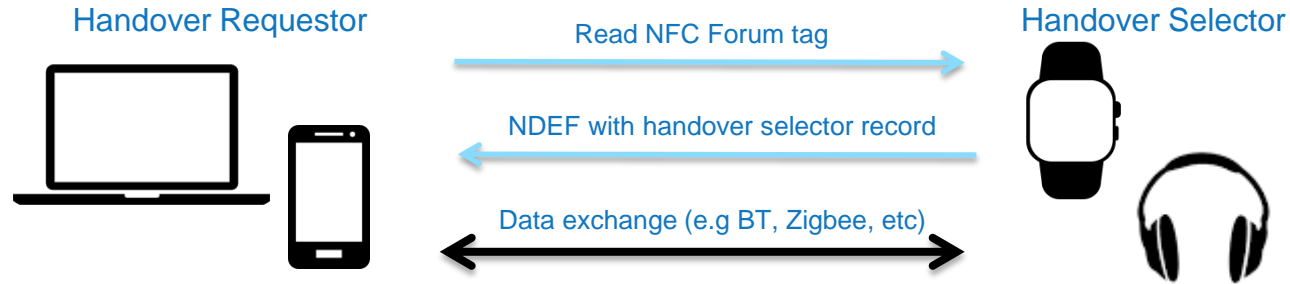 Handover Requestor
Handover Selector
Read NFC Forum tag
NDEF with handover selector record
Data exchange (e.g BT, Zigbee, etc)